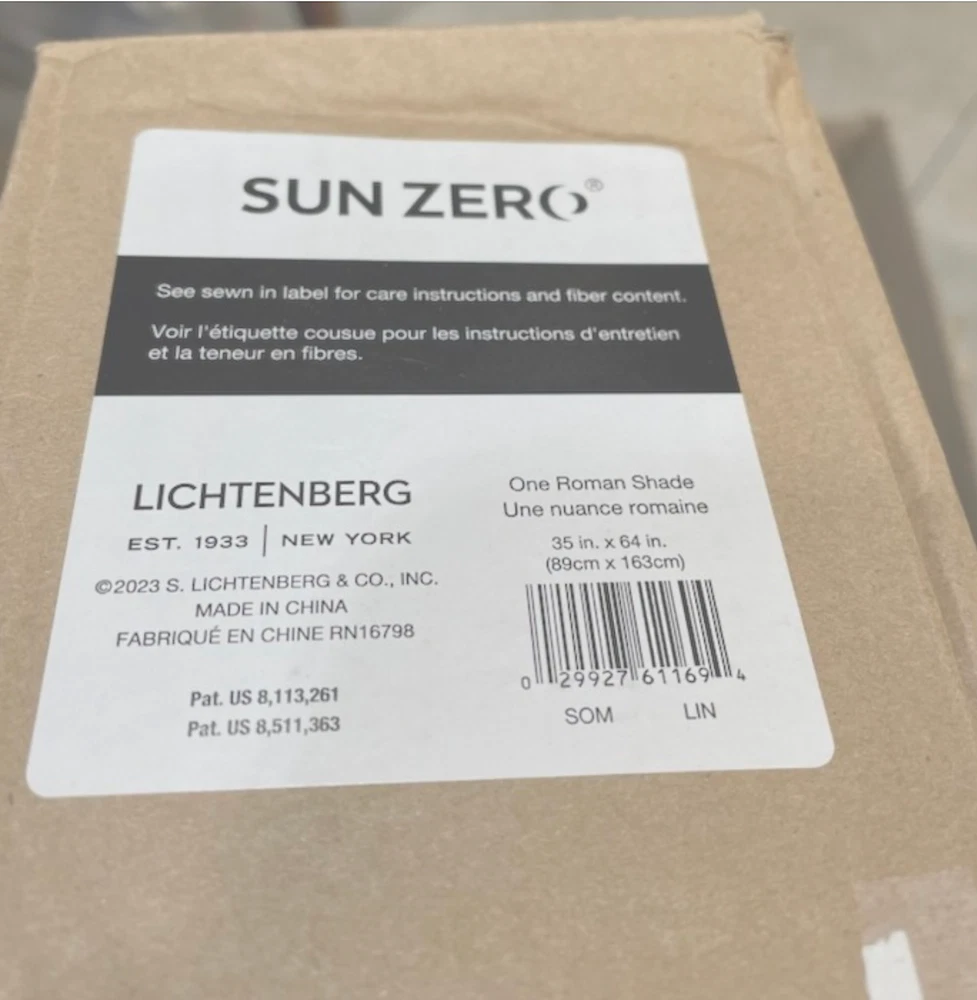 SUN ZERO®
See sewn in label for care instructions and fiber content.
Voir l'étiquette cousue pour les instructions d'entretien
et la teneur en fibres.
LICHTENBERG
EST. 1933 | NEW YORK
©2023 S. LICHTENBERG & CO., INC.
MADE IN CHINA
FABRIQUÉ EN CHINE RN16798
Pat. US 8,113,261
Pat. US 8,511,363
One Roman Shade
Une nuance romaine
35 in. x 64 in.
(89cm x 163cm)
0 29927 61169 4
SOM LIN